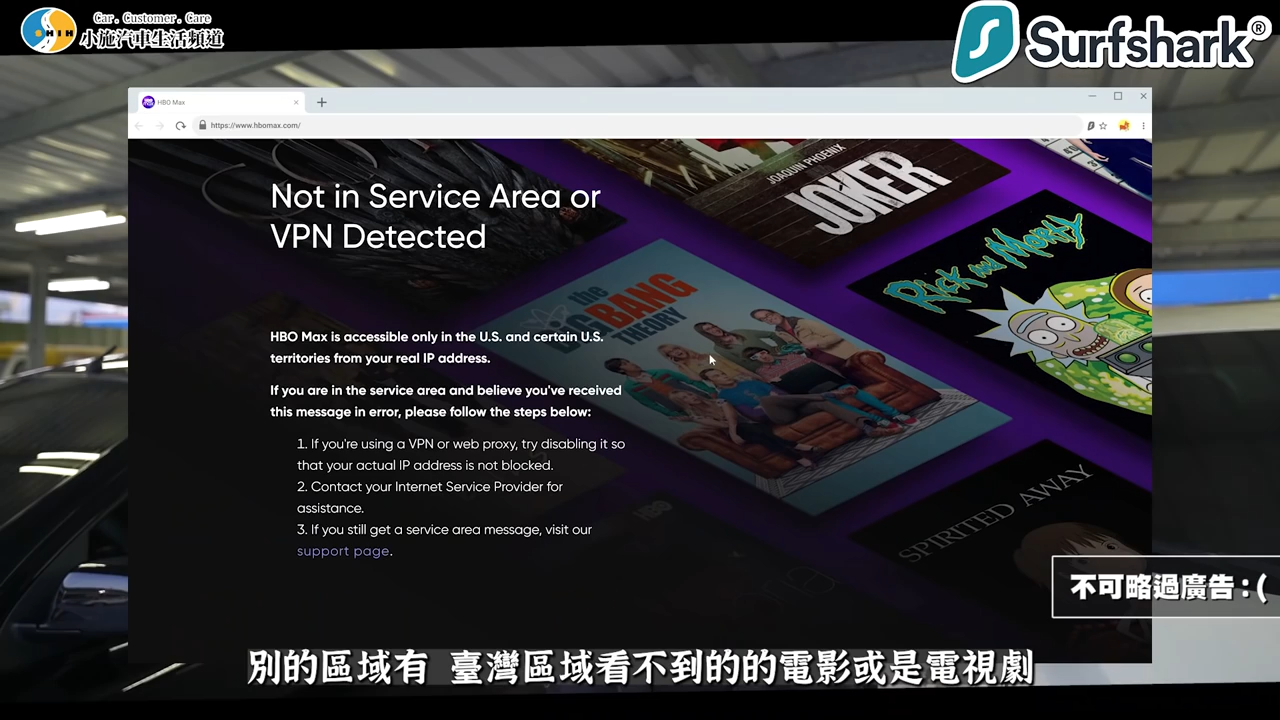 Car. Customer. Care
SHIH
小施汽車生活頻道
Surfshark®
HBO Max
https://www.hbomax.com/
Not in Service Area or
VPN Detected
HBO Max is accessible only in the U.S. and certain U.S.
territories from your real IP address.
If you are in the service area and believe you've received
this message in error, please follow the steps below:
1. If you're using a VPN or web proxy, try disabling it so
that your actual IP address is not blocked.
2. Contact your Internet Service Provider for
assistance.
3. If you still get a service area message, visit our
support page.
JOAQUIN PHOENIX
JOKER
Rick and Morty
the
BIG BANG
THEORY
SPIRITED AWAY
HBO
不可略過廣告:(
別的區域有 臺灣區域看不到的的電影或是電視劇